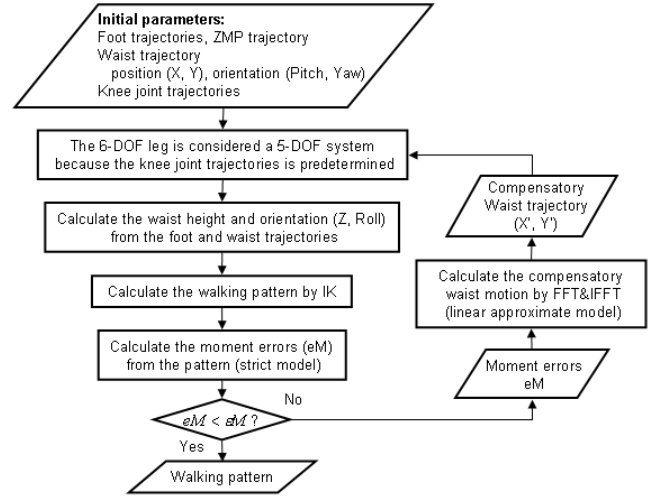 Initial parameters:
Foot trajectories, ZMP trajectory
Waist trajectory
position (X, Y), orientation (Pitch, Yaw)
Knee joint trajectories
The 6-DOF leg is considered a 5-DOF system
because the knee joint trajectories is predetermined
Calculate the waist height and orientation (Z, Roll)
from the foot and waist trajectories
Calculate the walking pattern by IK
Calculate the moment errors (eM)
from the pattern (strict model)
eM < εM ?
No
Yes
Walking pattern
Moment errors
eM
Calculate the compensatory
waist motion by FFT&IFFT
(linear approximate model)
Compensatory
Waist trajectory
(X', Y')